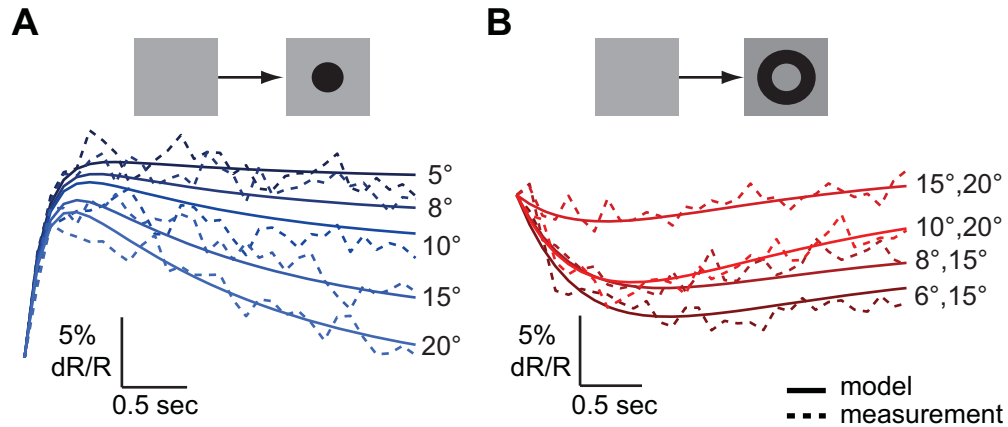 A
5°
8°
10°
15°
20°
5%
dR/R
0.5 sec
B
15°,20°
10°,20°
8°,15°
6°,15°
5%
dR/R
0.5 sec
model
measurement